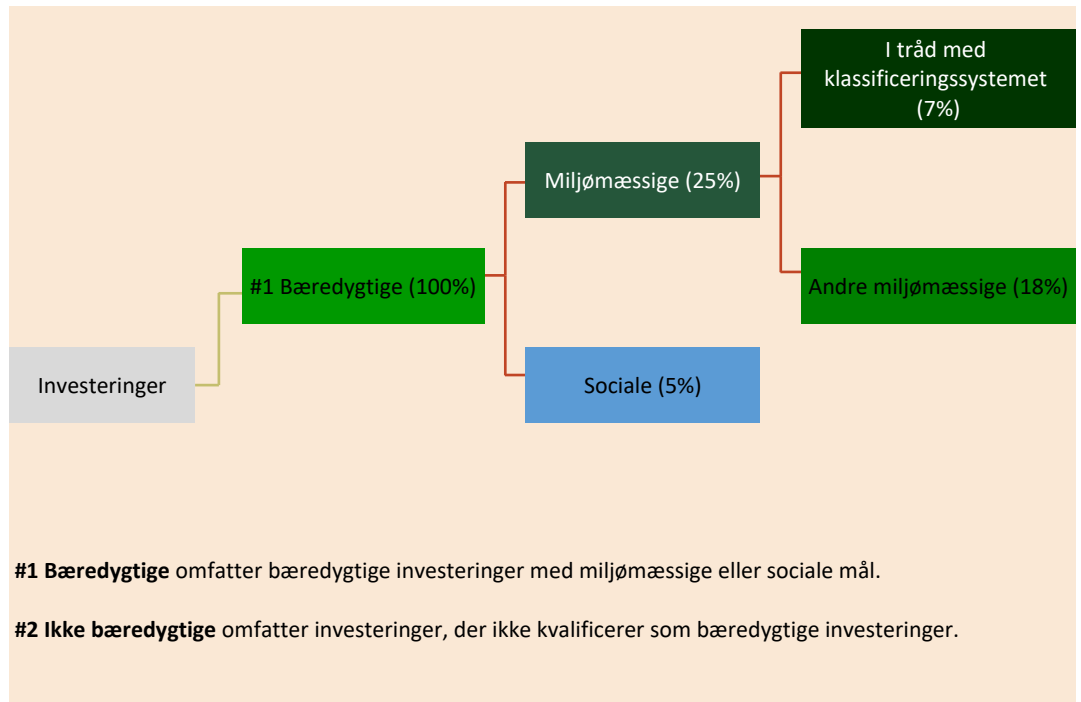 I tråd med
klassificeringssystemet
(7%)
Miljømæssige (25%)
#1 Bæredygtige (100%)
Andre miljømæssige (18%)
Investeringer
Sociale (5%)
#1 Bæredygtige omfatter bæredygtige investeringer med miljømæssige eller sociale mål.
#2 Ikke bæredygtige omfatter investeringer, der ikke kvalificerer som bæredygtige investeringer.